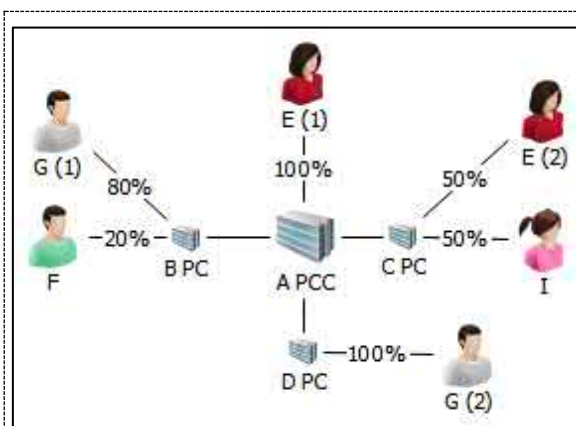 E (1)
G (1)
E (2)
100%
80%
50%
20%
50%
F
B PC
A PCC
C PC
I
100%
D PC
G (2)